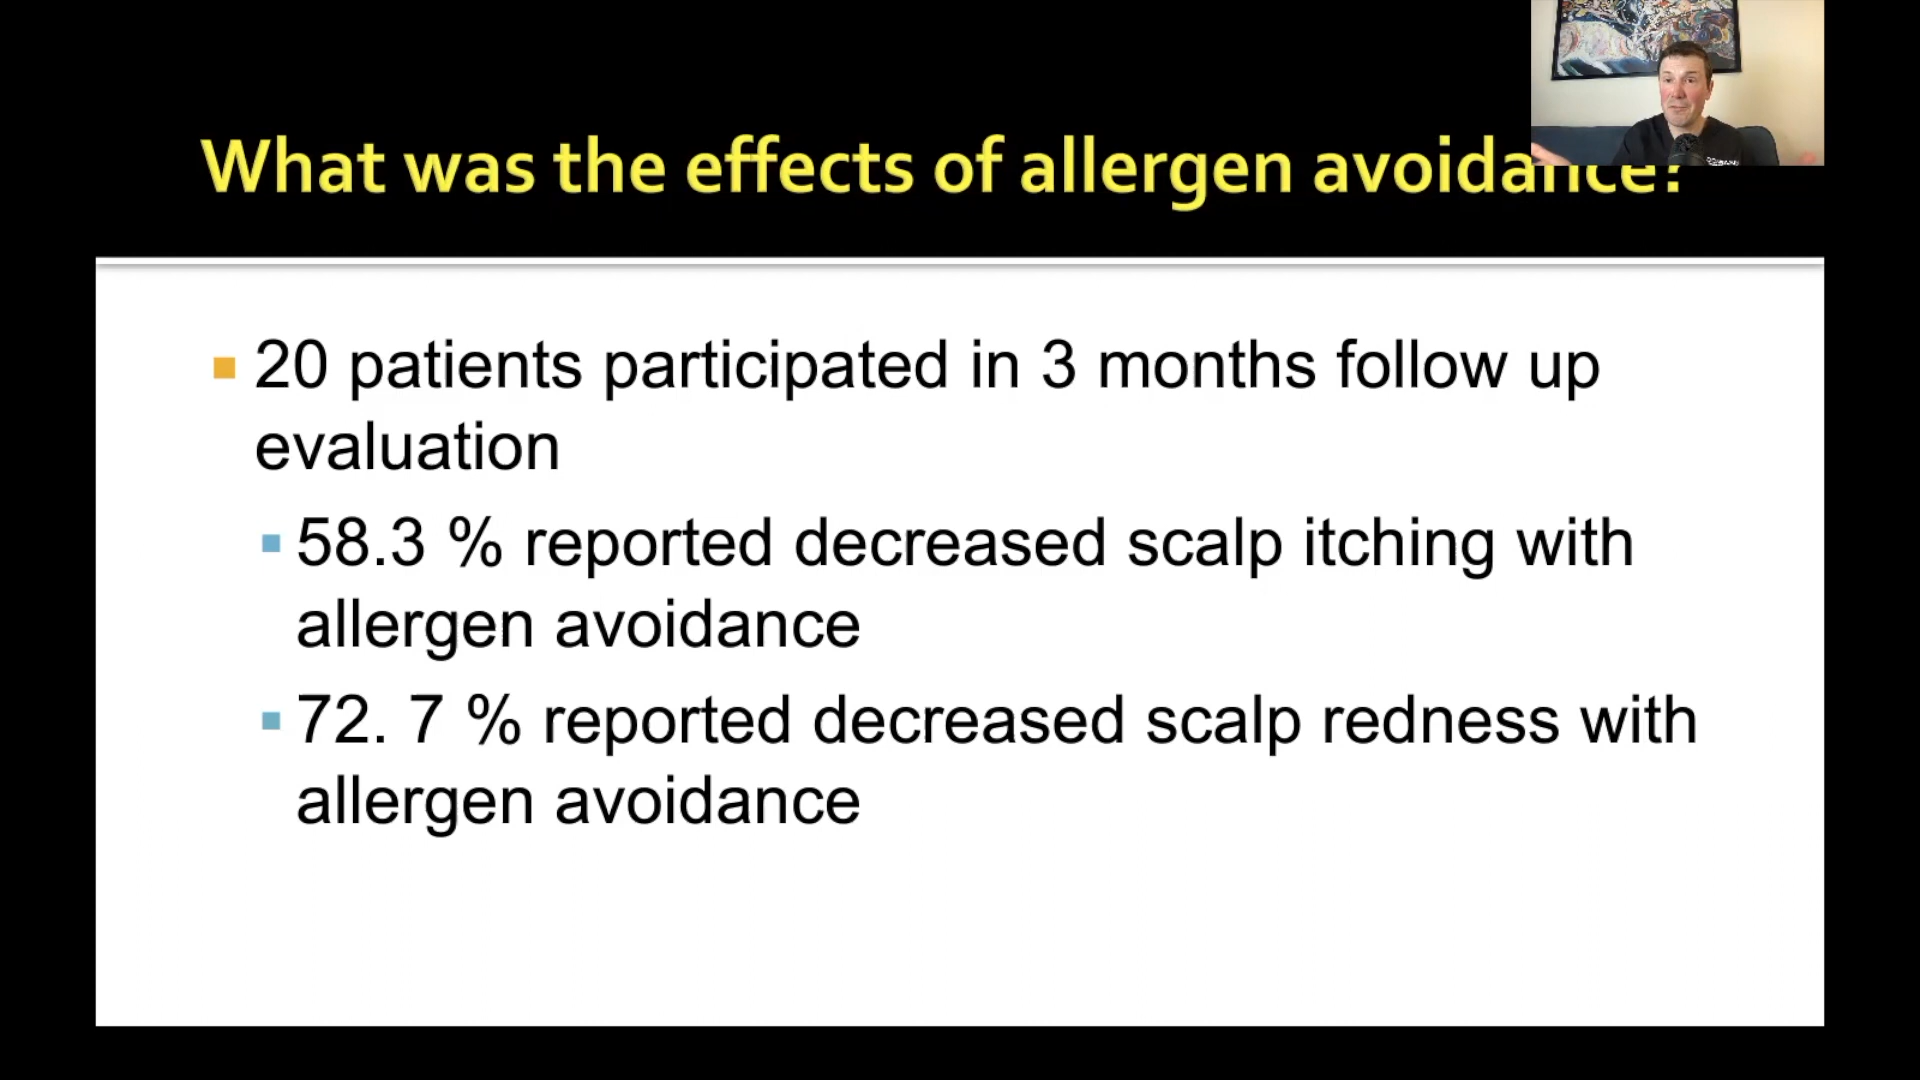 What was the effects of allergen avoidance?
20 patients participated in 3 months follow up
evaluation
58.3 % reported decreased scalp itching with
allergen avoidance
72. 7 % reported decreased scalp redness with
allergen avoidance